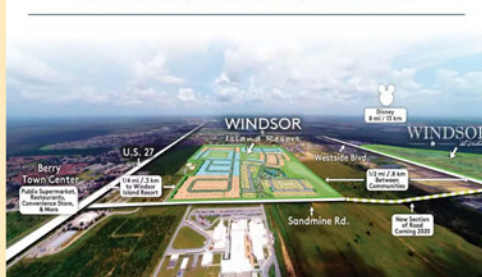 Disney
8 mi / 13 km
WINDSOR
Island Resort
WINDSOR
U.S. 27
Westside Blvd.
Berry
Town Center
Publix Supermarket,
Restaurants,
Convenience Store,
& More
1/4 mi / .3 km
to Windsor
Island Resort
1/2 mi / .8 km
Between
Communities
Sandmine Rd.
New Section
of Road
Coming 2020